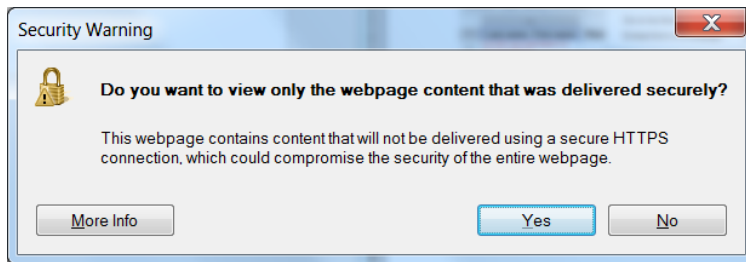 Security Warning
Do you want to view only the webpage content that was delivered securely?
This webpage contains content that will not be delivered using a secure HTTPS
connection, which could compromise the security of the entire webpage.
More Info
Yes
No